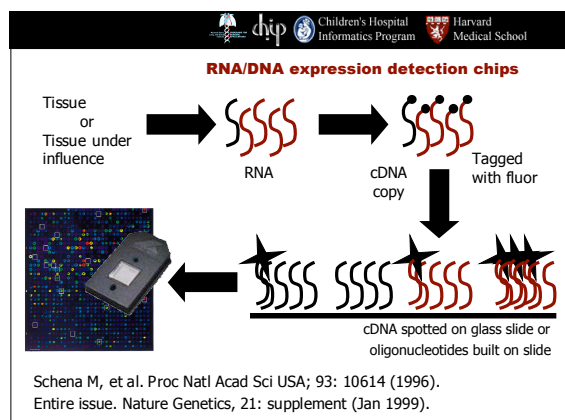 chip
Children's Hospital
Informatics Program
Harvard
Medical School
RNA/DNA expression detection chips
Tissue
or
Tissue under
influence
RNA
cDNA
copy
Tagged
with fluor
cDNA spotted on glass slide or
oligonucleotides built on slide
Schena M, et al. Proc Natl Acad Sci USA; 93: 10614 (1996).
Entire issue. Nature Genetics, 21: supplement (Jan 1999).